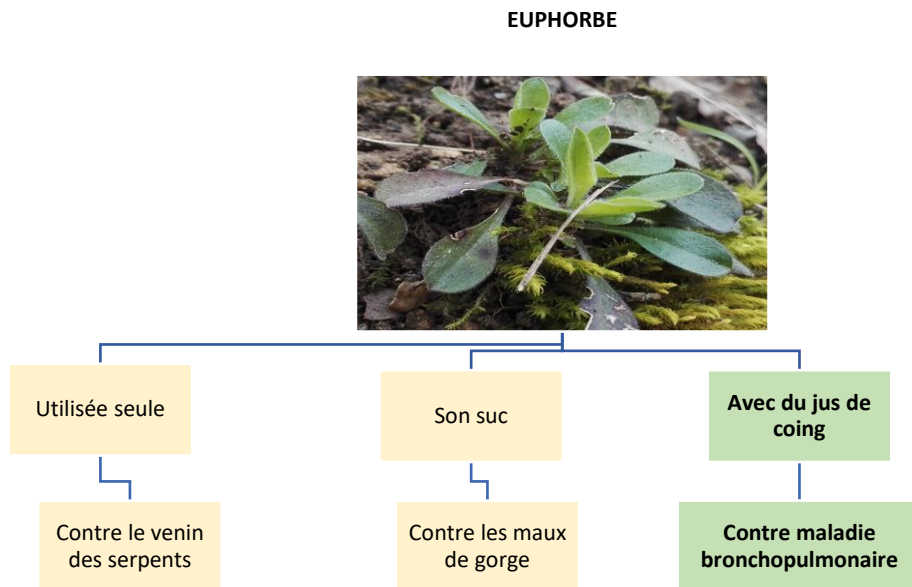 EUPHORBE
Utilisée seule
Son suc
Avec du jus de
coing
Contre le venin
des serpents
Contre les maux
de gorge
Contre maladie
bronchopulmonaire